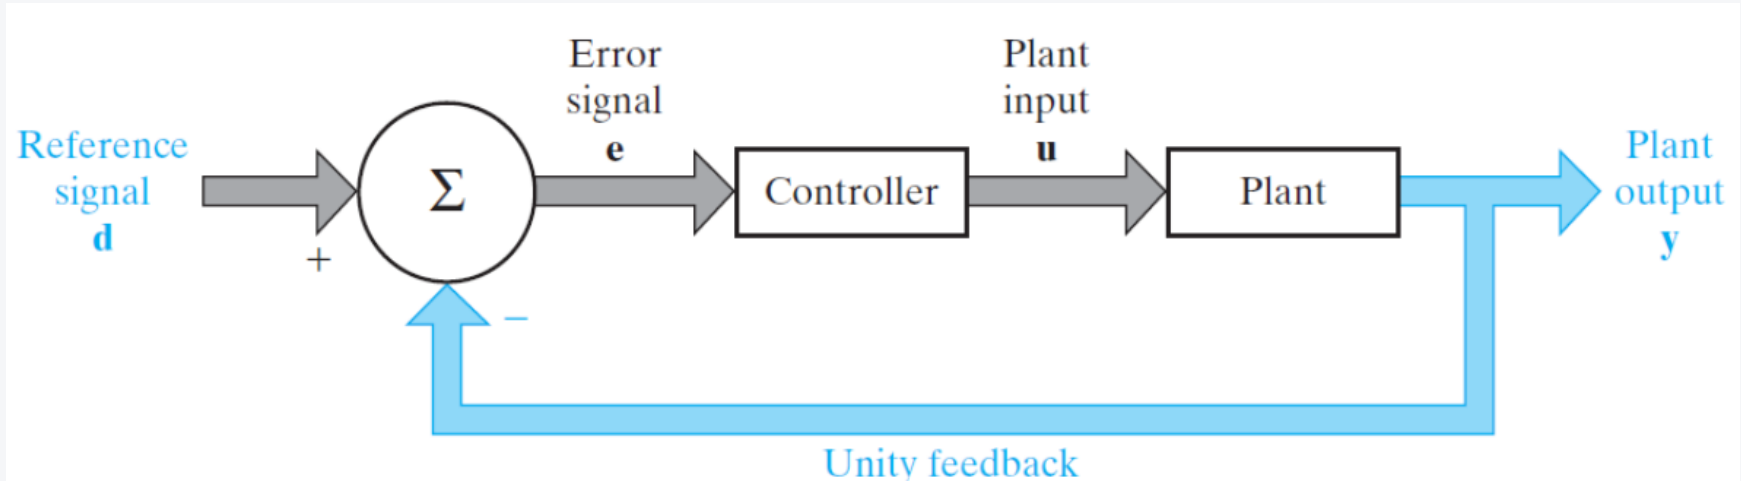 Reference
signal
d
+
Σ
Error
signal
e
Controller
Plant
input
u
Plant
Plant
output
y
−
Unity feedback